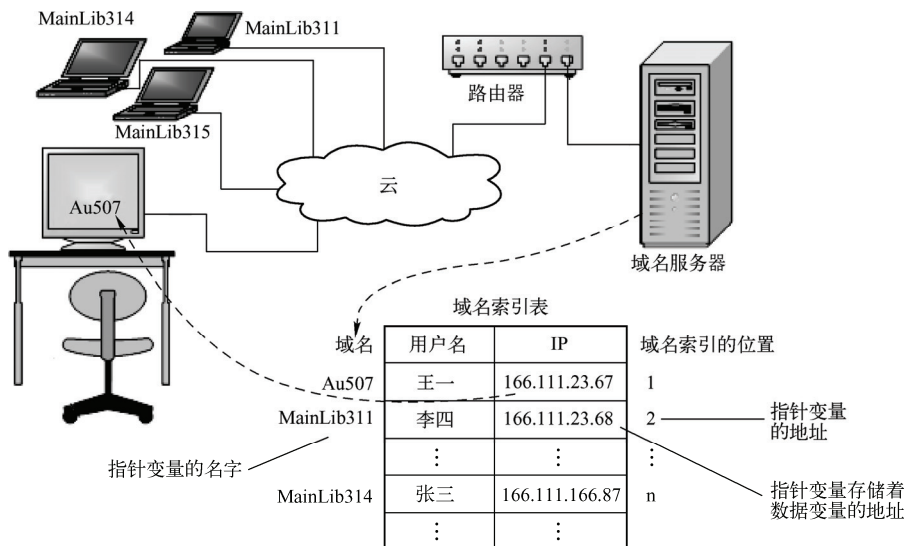 MainLib314
MainLib311
MainLib315
路由器
云
Au507
域名服务器
域名索引表
域名 用户名 IP 域名索引的位置
Au507 王一 166.111.23.67 1
MainLib311 李四 166.111.23.68 2
指针变量
的地址
指针变量的名字
⋮ ⋮ ⋮
MainLib314 张三 166.111.166.87 n
指针变量存储着
数据变量的地址
⋮ ⋮